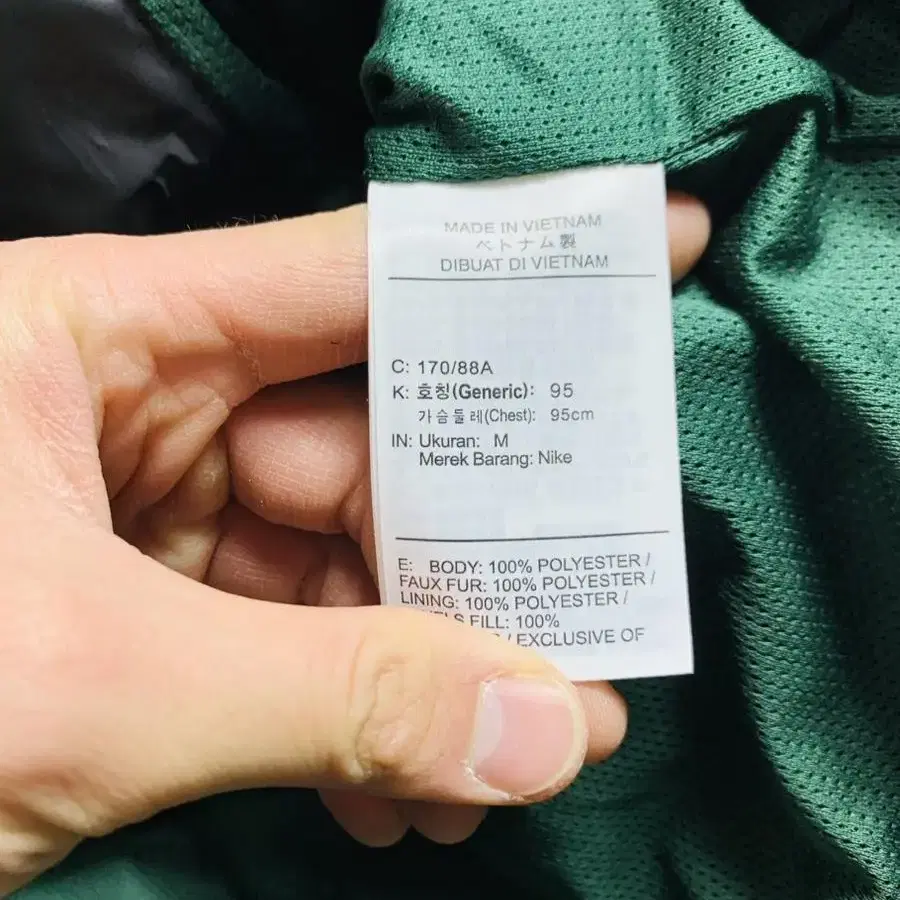 MADE IN VIETNAM
ベトナム製
DIBUAT DI VIETNAM
C: 170/88A
K: 호칭(Generic): 95
가슴둘레(Chest): 95cm
IN: Ukuran: M
Merek Barang: Nike
E: BODY: 100% POLYESTER /
FAUX FUR: 100% POLYESTER /
LINING: 100% POLYESTER /
FILL: 100%
/ EXCLUSIVE OF